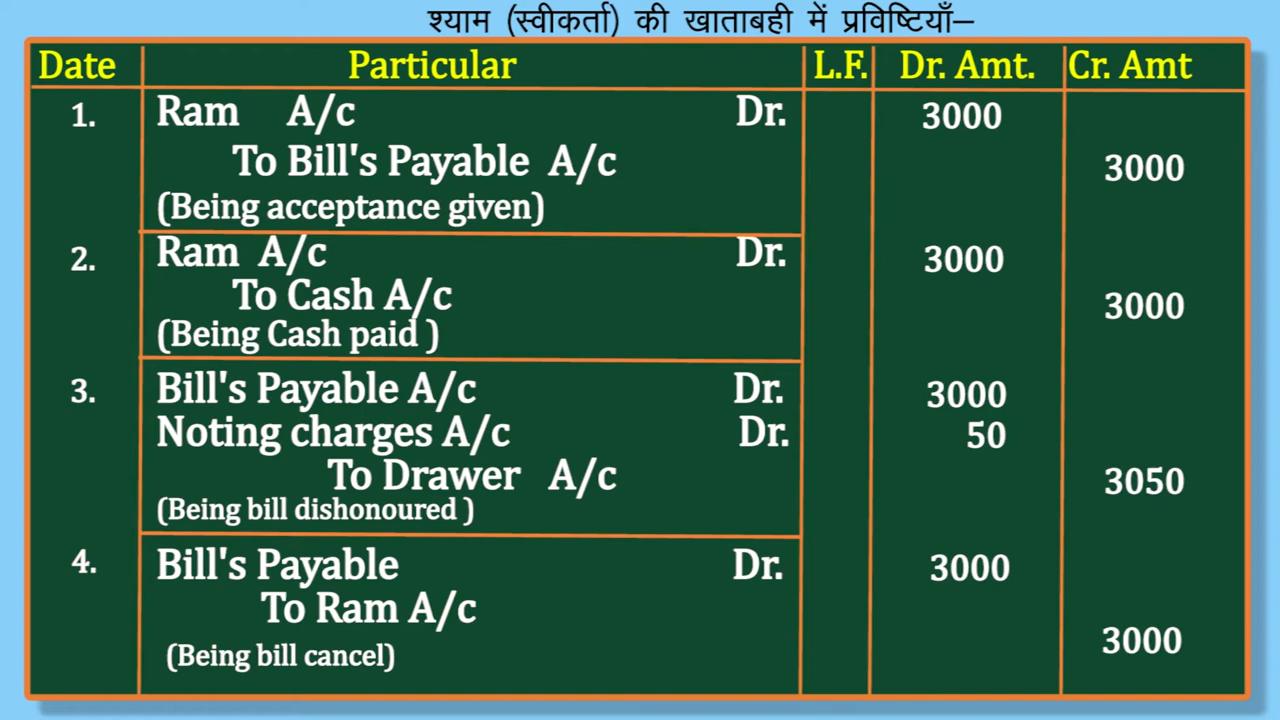 श्याम (स्वीकर्ता) की खाताबही में प्रविष्टियाँ–
Date Particular L.F. Dr. Amt. Cr. Amt
1. Ram A/c Dr. 3000
To Bill's Payable A/c 3000
(Being acceptance given)
2. Ram A/c Dr. 3000
To Cash A/c 3000
(Being Cash paid )
3. Bill's Payable A/c Dr. 3000
Noting charges A/c Dr. 50
To Drawer A/c 3050
(Being bill dishonoured )
4. Bill's Payable Dr. 3000
To Ram A/c
3000
(Being bill cancel)